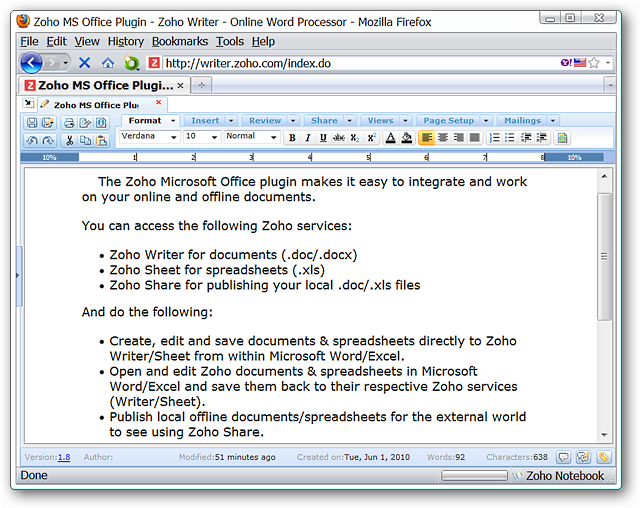 Zoho MS Office Plugin - Zoho Writer - Online Word Processor - Mozilla Firefox
File Edit View History Bookmarks Tools Help
http://writer.zoho.com/index.do
Zoho MS Office Plugi...
Zoho MS Office Plu
Format Insert Review Share Views Page Setup Mailings
Verdana 10 Normal B I U abc X₂ X² A
10% 1 2 3 4 5 6 7 8 10%
The Zoho Microsoft Office plugin makes it easy to integrate and work
on your online and offline documents.
You can access the following Zoho services:
• Zoho Writer for documents (.doc/.docx)
• Zoho Sheet for spreadsheets (.xls)
• Zoho Share for publishing your local .doc/.xls files
And do the following:
• Create, edit and save documents & spreadsheets directly to Zoho
Writer/Sheet from within Microsoft Word/Excel.
• Open and edit Zoho documents & spreadsheets in Microsoft
Word/Excel and save them back to their respective Zoho services
(Writer/Sheet).
• Publish local offline documents/spreadsheets for the external world
to see using Zoho Share.
Version:1.8 Author: Modified:51 minutes ago Created on:Tue, Jun 1, 2010 Words:92 Characters:638
Done Zoho Notebook